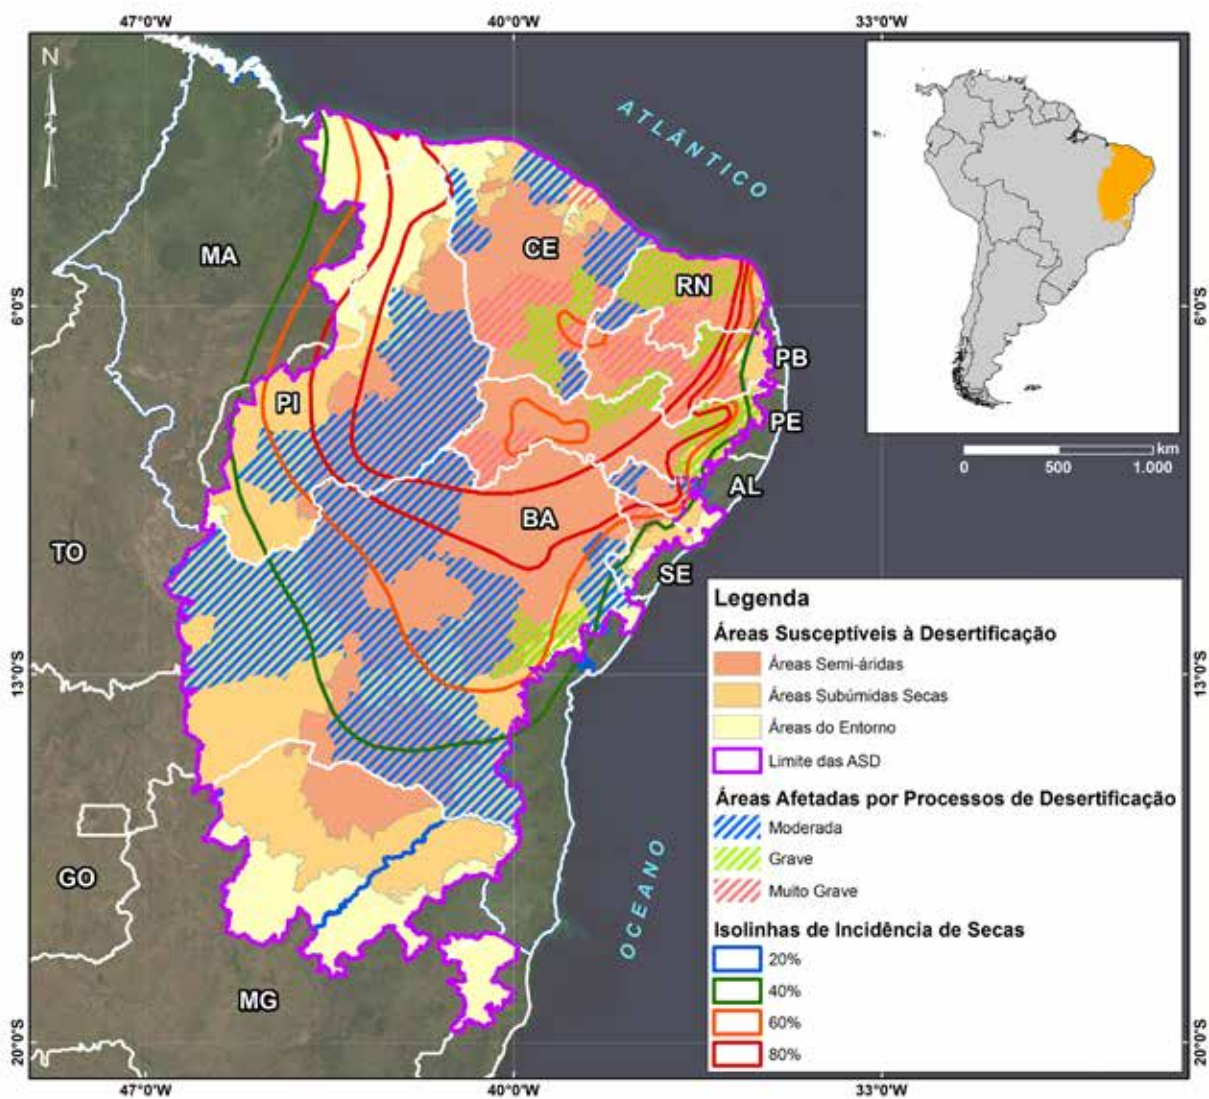 47°0'W 40°0'W 33°0'W
N
ATLÂNTICO
MA
CE
RN
6°0'S
6°0'S
PB
PI
PE
km
0 500 1.000
AL
BA
TO
SE
Legenda
Áreas Susceptíveis à Desertificação
Áreas Semi-áridas
Áreas Subúmidas Secas
Áreas do Entorno
Limite das ASD
13°0'S
13°0'S
Áreas Afetadas por Processos de Desertificação
Moderada
Grave
Muito Grave
GO
OCEANO
Isolinhas de Incidência de Secas
20%
40%
60%
80%
MG
20°0'S
20°0'S
47°0'W 40°0'W 33°0'W